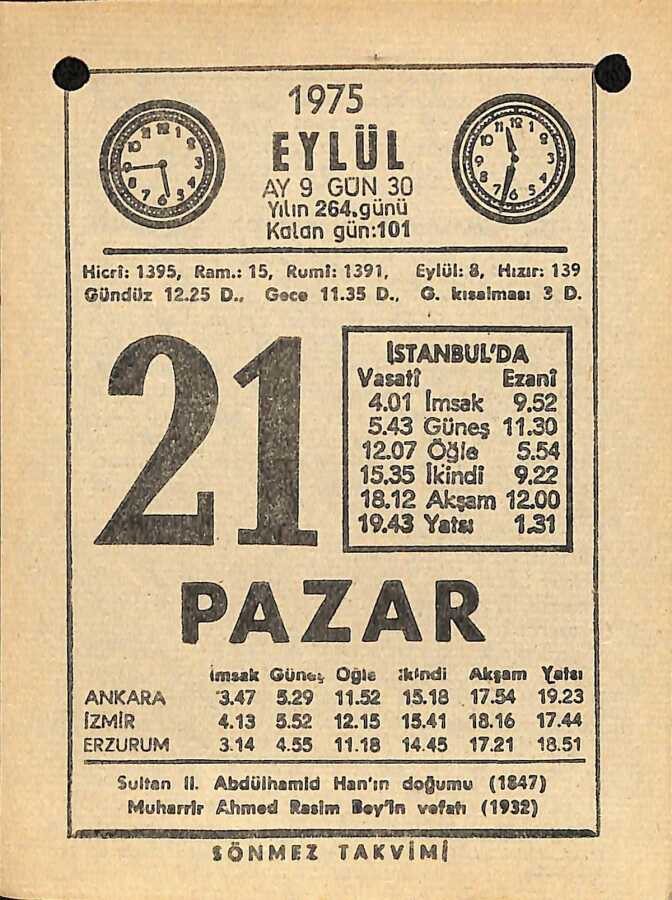 1975
EYLÜL
AY 9 GÜN 30
Yılın 264.günü
Kalan gün:101
Hicrî: 1395, Ram.: 15, Rumî: 1391, Eylül: 8, Hızır: 139
Gündüz 12.25 D., Gece 11.35 D., G. kısalması 3 D.
21
İSTANBUL'DA
Vasatî Ezanî
4.01 İmsak 9.52
5.43 Güneş 11.30
12.07 Öğle 5.54
15.35 İkindi 9.22
18.12 Akşam 12.00
19.43 Yatsı 1.31
PAZAR
İmsak Güneş Öğle İkindi Akşam Yatsı
ANKARA 3.47 5.29 11.52 15.18 17.54 19.23
İZMİR 4.13 5.52 12.15 15.41 18.16 17.44
ERZURUM 3.14 4.55 11.18 14.45 17.21 18.51
Sultan II. Abdülhamid Han'ın doğumu (1847)
Muharrir Ahmed Rasim Bey'in vefatı (1932)
SÖNMEZ TAKVİMİ